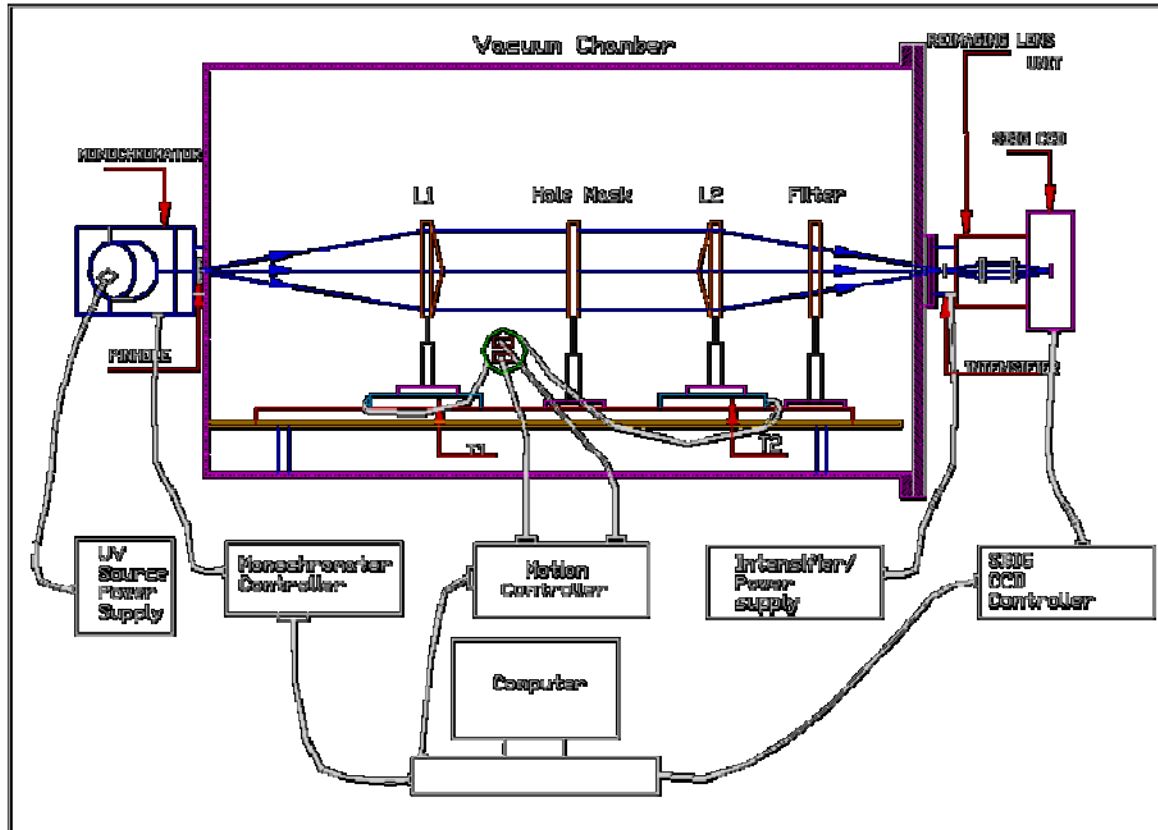 Vacuum Chamber
REIMAGING LENS
UNIT
MONOCHROMATOR
L1
Hole Mask
L2
Filter
PINHOLE
INTENSIFIER
T1
T2
UV
Source
Power
Supply
Monochrometer
Controller
Motion
Controller
Intensifier/
Power
supply
CCD
CCD
Controller
Computer